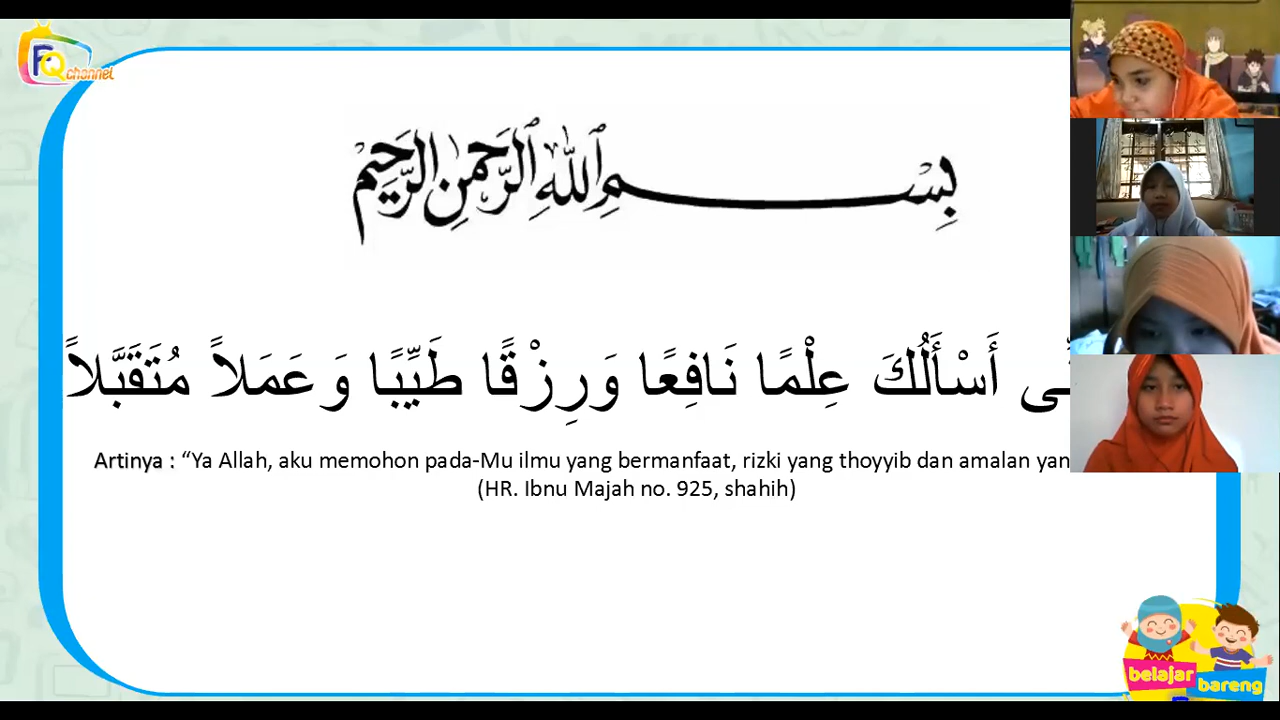 FQ channel
بِسْمِ اللهِ الرَّحْمٰنِ الرَّحِيْمِ
أَسْأَلُكَ عِلْمًا نَافِعًا وَرِزْقًا طَيِّبًا وَعَمَلاً مُتَقَبَّلاً
Artinya : “Ya Allah, aku memohon pada-Mu ilmu yang bermanfaat, rizki yang thoyyib dan amalan
(HR. Ibnu Majah no. 925, shahih)
belajar
bareng